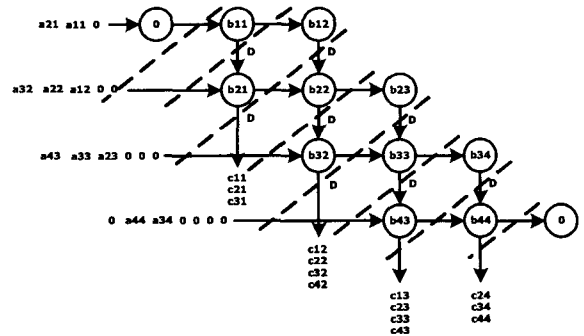 a21 a11 0 0 b11 b12
D D
a32 a22 a12 0 0 b21 b22 b23
D D D
a43 a33 a23 0 0 0 b32 b33 b34
c11
c21
c31
D D D
0 a44 a34 0 0 0 0 b43 b44 0
c12
c22
c32
c42
c13
c23
c33
c43
c24
c34
c44